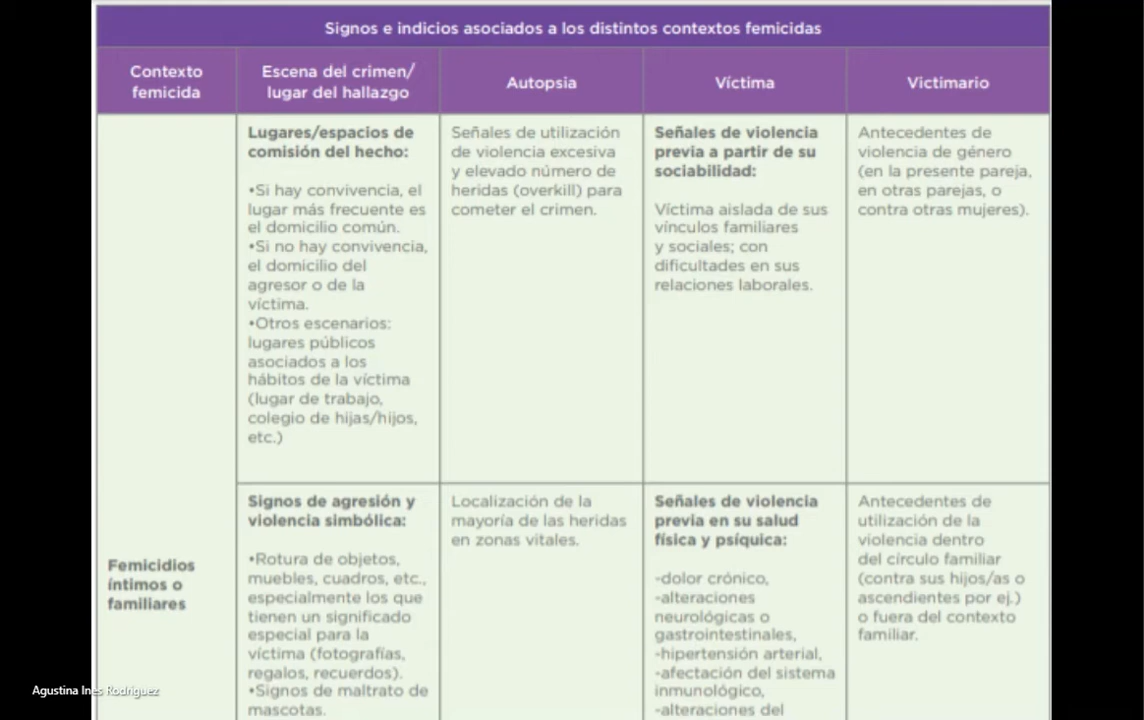 Signos e indicios asociados a los distintos contextos femicidas
Contexto
femicida
Escena del crimen/
lugar del hallazgo
Autopsia
Víctima
Victimario
Lugares/espacios de
comisión del hecho:
•Si hay convivencia, el
lugar más frecuente es
el domicilio común.
•Si no hay convivencia,
el domicilio del
agresor o de la
víctima.
•Otros escenarios:
lugares públicos
asociados a los
hábitos de la víctima
(lugar de trabajo,
colegio de hijas/hijos,
etc.)
Señales de utilización
de violencia excesiva
y elevado número de
heridas (overkill) para
cometer el crimen.
Señales de violencia
previa a partir de su
sociabilidad:
Víctima aislada de sus
vínculos familiares
y sociales; con
dificultades en sus
relaciones laborales.
Antecedentes de
violencia de género
(en la presente pareja,
en otras parejas, o
contra otras mujeres).
Femicidios
íntimos o
familiares
Signos de agresión y
violencia simbólica:
•Rotura de objetos,
muebles, cuadros, etc.,
especialmente los que
tienen un significado
especial para la
víctima (fotografías,
regalos, recuerdos).
•Signos de maltrato de
mascotas.
Localización de la
mayoría de las heridas
en zonas vitales.
Señales de violencia
previa en su salud
física y psíquica:
-dolor crónico,
-alteraciones
neurológicas o
gastrointestinales,
-hipertensión arterial,
-afectación del sistema
inmunológico,
-alteraciones del
Antecedentes de
utilización de la
violencia dentro
del círculo familiar
(contra sus hijos/as o
ascendientes por ej.)
o fuera del contexto
familiar.
Agustina Ines Rodriguez